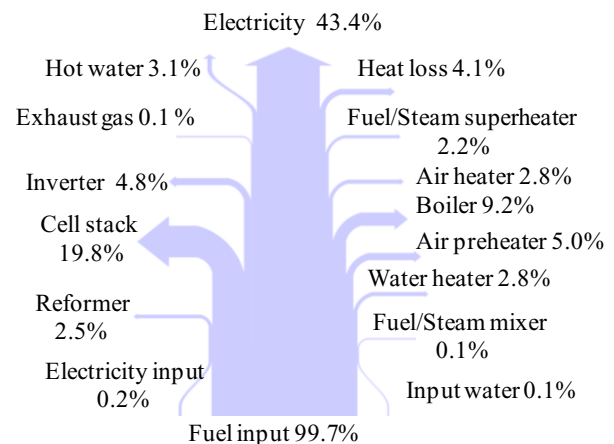 Electricity 43.4%
Hot water 3.1%
Heat loss 4.1%
Exhaust gas 0.1 %
Fuel/Steam superheater
2.2%
Inverter 4.8%
Air heater 2.8%
Boiler 9.2%
Cell stack
19.8%
Air preheater 5.0%
Water heater 2.8%
Reformer
2.5%
Fuel/Steam mixer
0.1%
Electricity input
0.2%
Input water 0.1%
Fuel input 99.7%